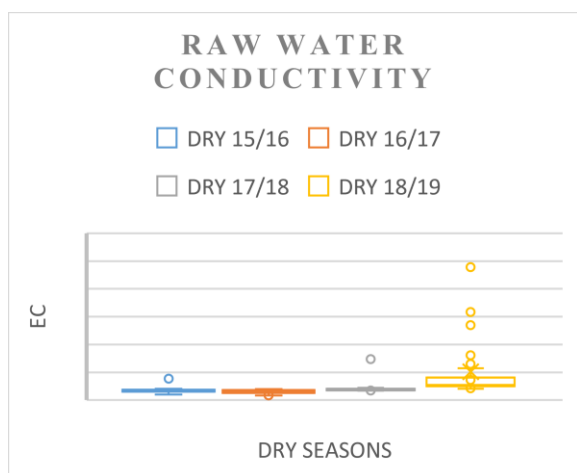 RAW WATER
CONDUCTIVITY
DRY 15/16 DRY 16/17
DRY 17/18 DRY 18/19
EC
DRY SEASONS